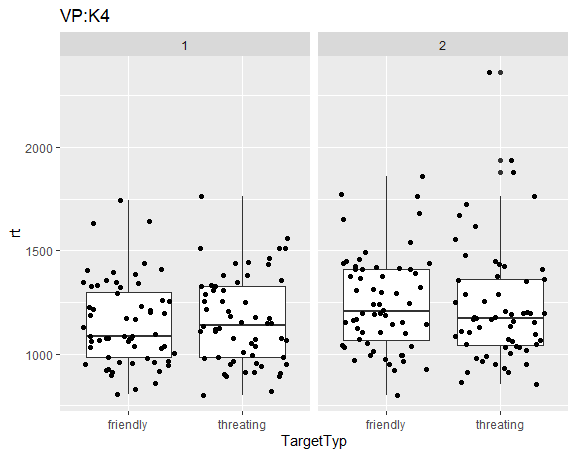 VP:K4
1
2
2000
1500
1000
rt
friendly
threating
friendly
threating
TargetTyp